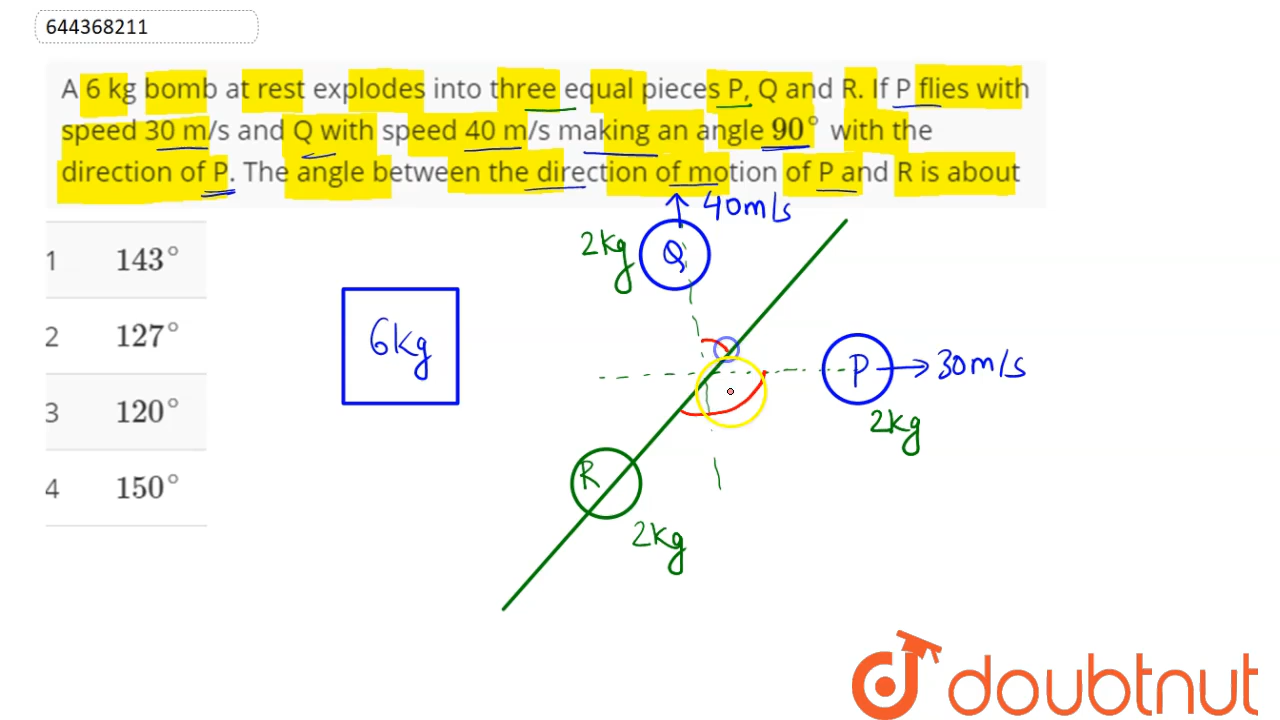 644368211
A 6 kg bomb at rest explodes into three equal pieces P, Q and R. If P flies with
speed 30 m/s and Q with speed 40 m/s making an angle 90° with the
direction of P. The angle between the direction of motion of P and R is about
1 143°
2 127°
3 120°
4 150°
6kg
40m/s
2kg
Q
P
30m/s
2kg
R
2kg
doubtnut